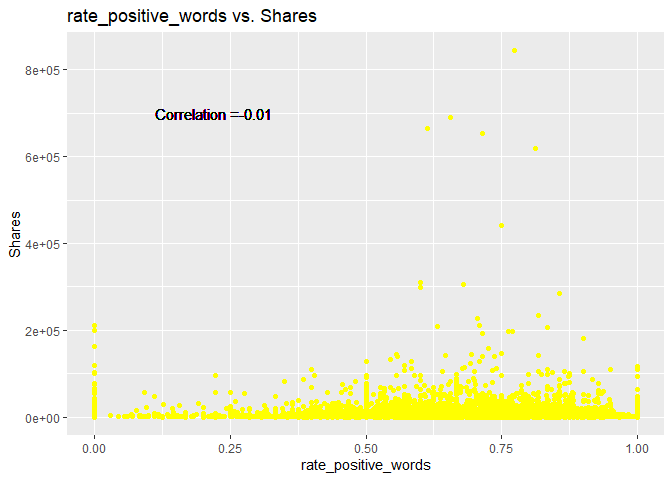 rate_positive_words vs. Shares
8e+05
Correlation =-0.01
6e+05
Shares
4e+05
2e+05
0e+00
0.00 0.25 0.50 0.75 1.00
rate_positive_words